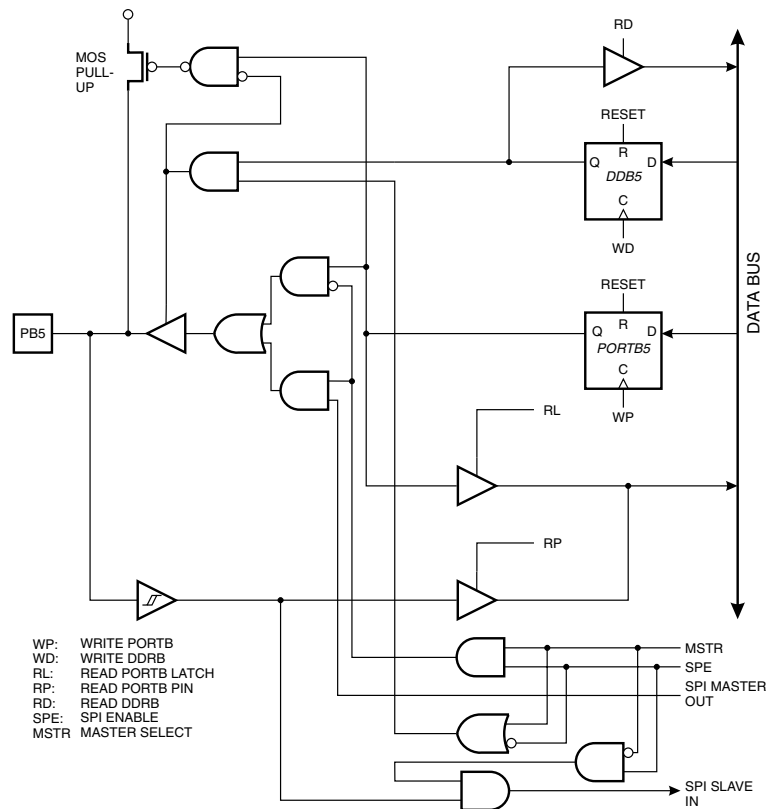 RD
MOS
PULL-
UP
RESET
R
Q
D
DDB5
C
WD
DATA BUS
RESET
R
Q
D
PORTB5
C
WP
PB5
RL
RP
WP: WRITE PORTB
WD: WRITE DDRB
RL: READ PORTB LATCH
RP: READ PORTB PIN
RD: READ DDRB
SPE: SPI ENABLE
MSTR MASTER SELECT
MSTR
SPE
SPI MASTER
OUT
SPI SLAVE
IN